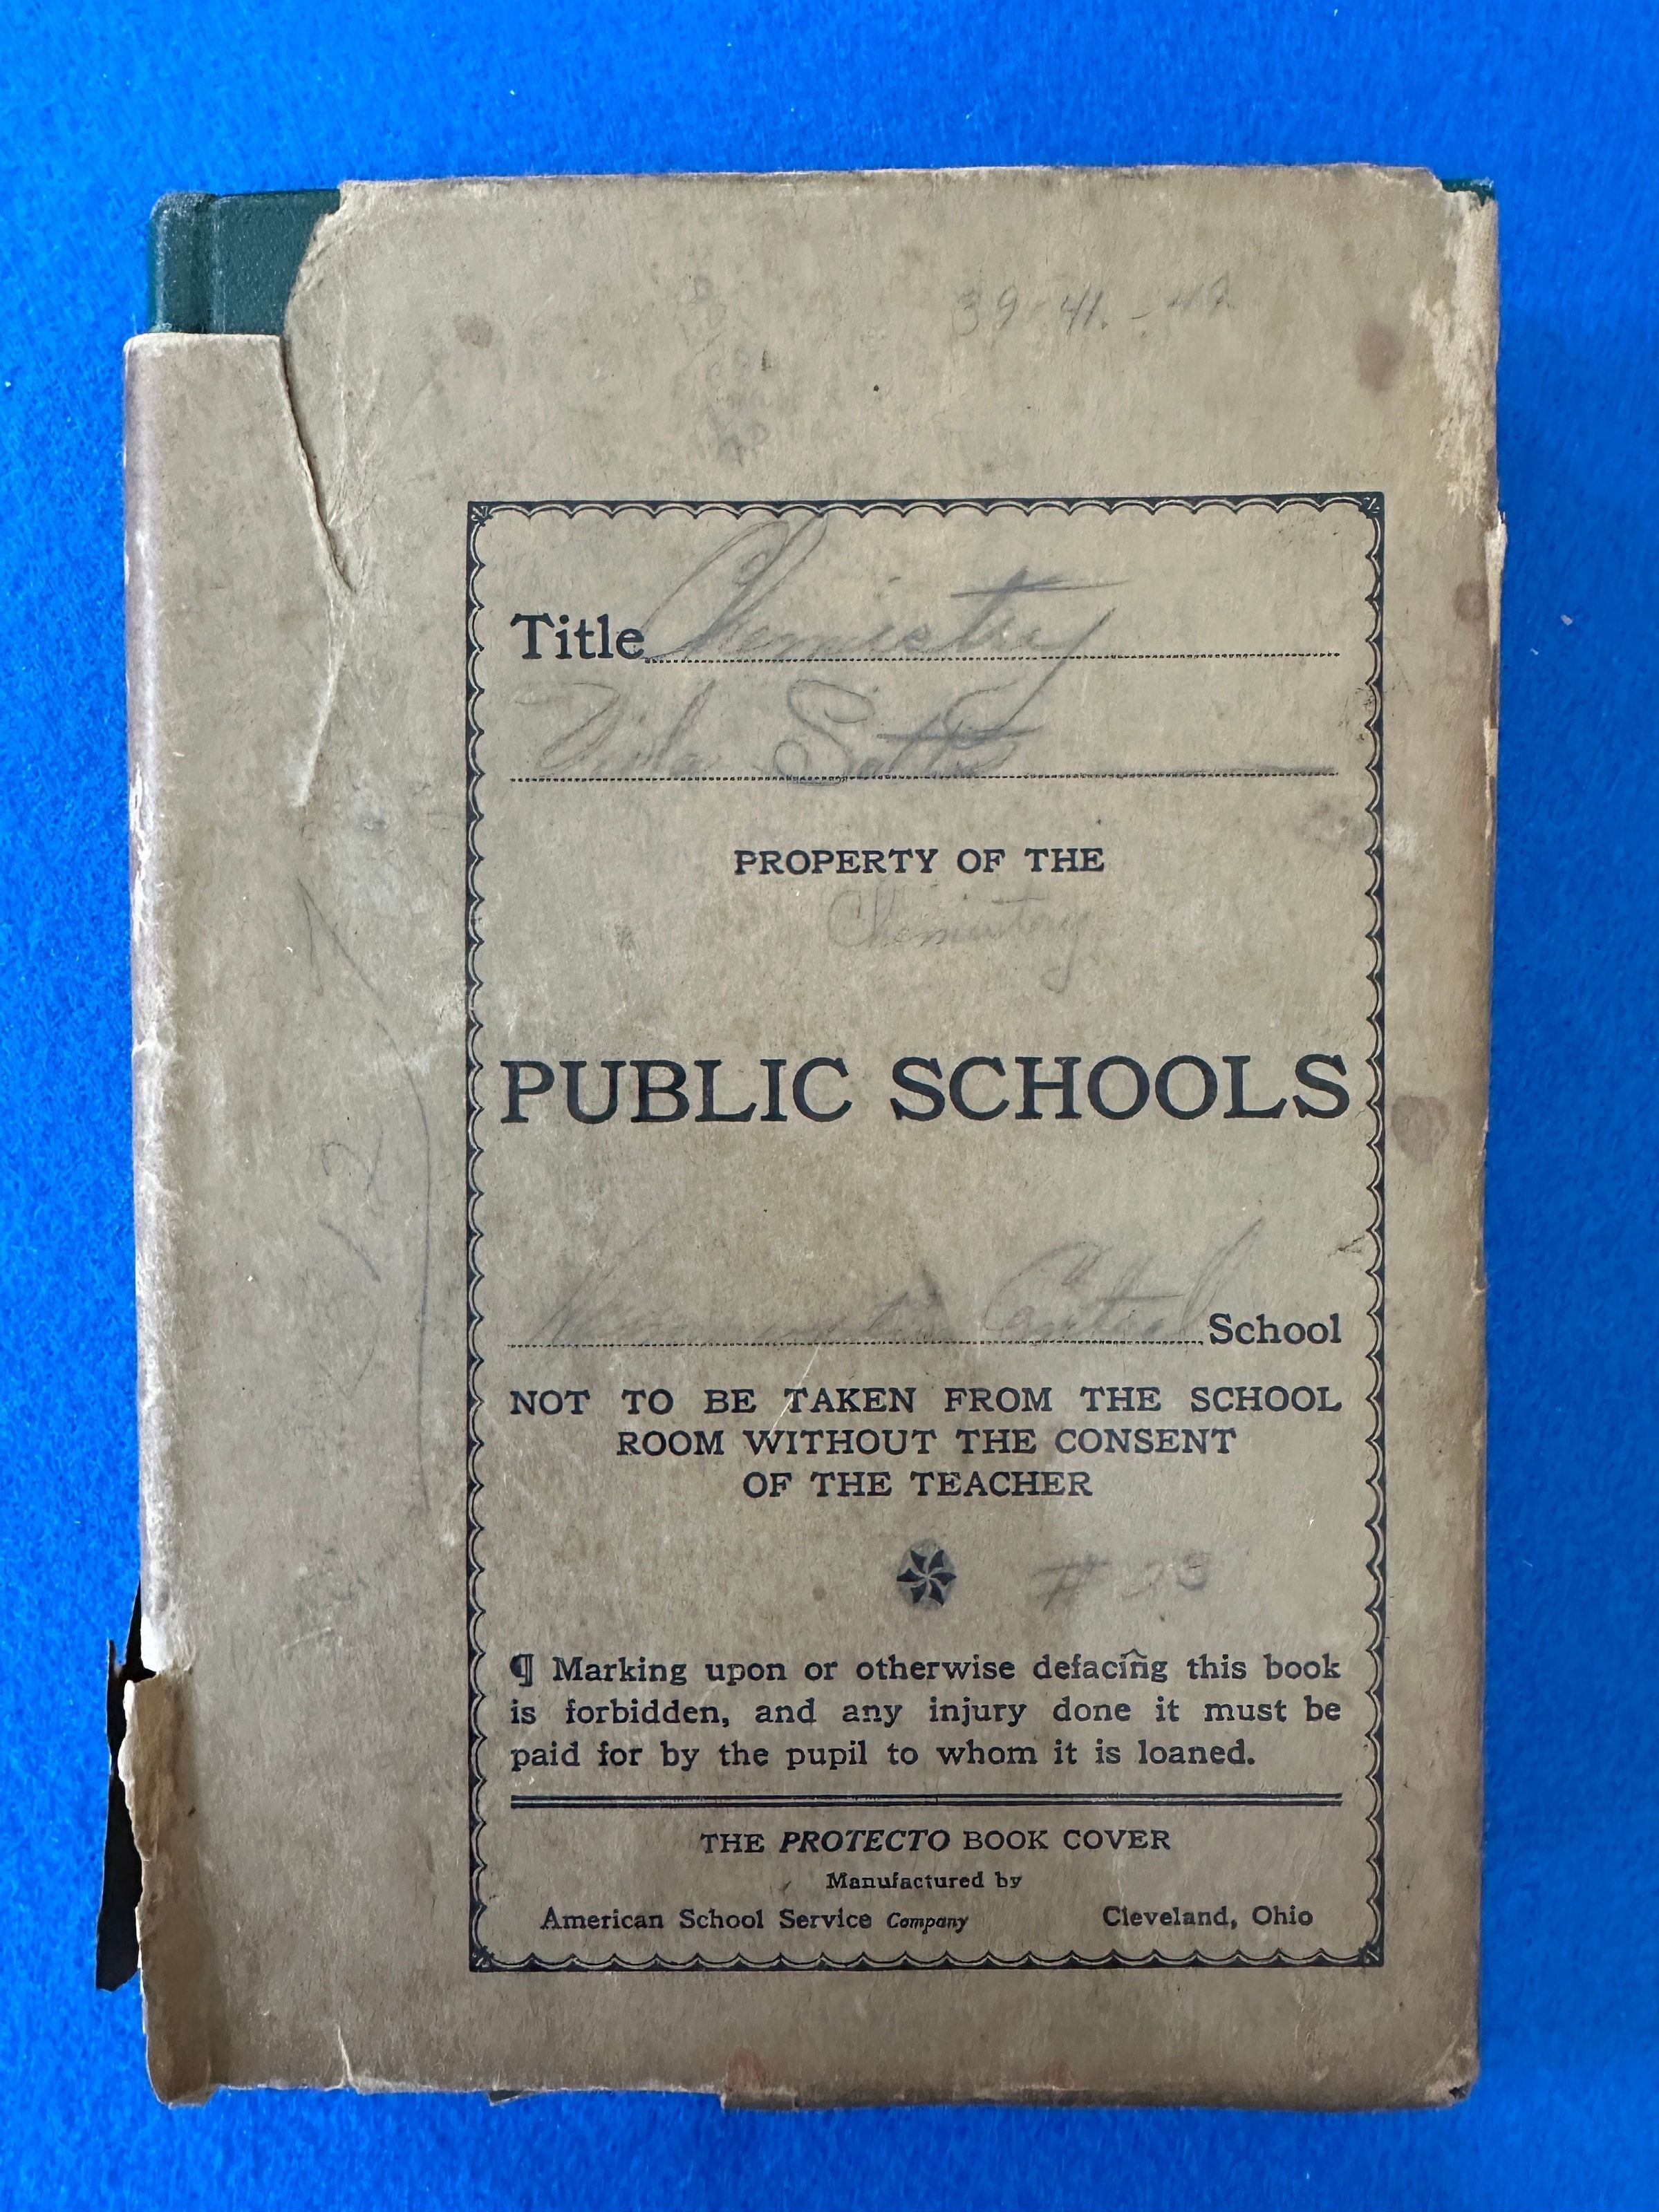 39 41. -
Title Chemistry
Viola
PROPERTY OF THE
Chemistry
PUBLIC SCHOOLS
Central School
NOT TO BE TAKEN FROM THE SCHOOL
ROOM WITHOUT THE CONSENT
OF THE TEACHER
# 23
¶ Marking upon or otherwise defacing this book
is forbidden, and any injury done it must be
paid for by the pupil to whom it is loaned.
THE PROTECTO BOOK COVER
Manufactured by
American School Service Company Cleveland, Ohio